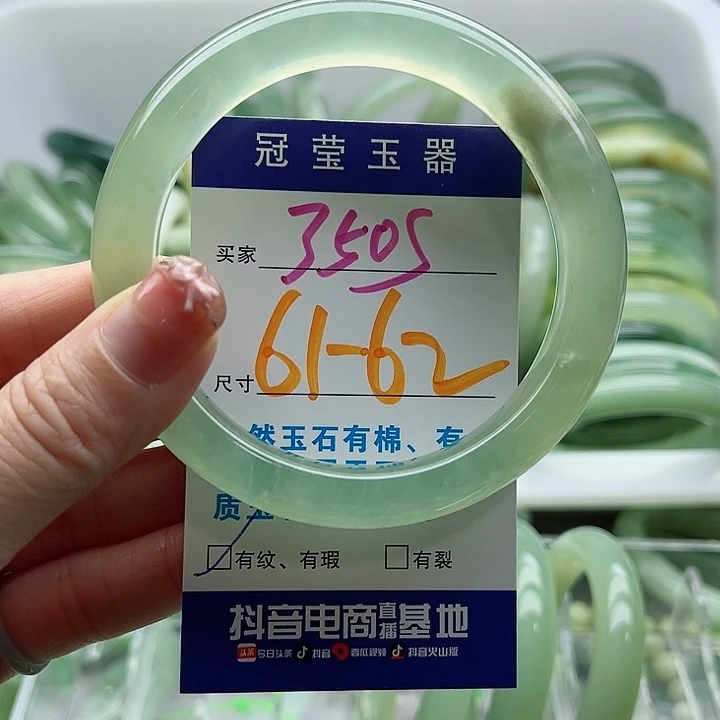 冠莹玉器
买家 3505
尺寸 61-62
然玉石有棉、有
质
有纹、有瑕 有裂
抖音电商直播基地
头条 今日头条 抖音 西瓜视频 抖音火山版